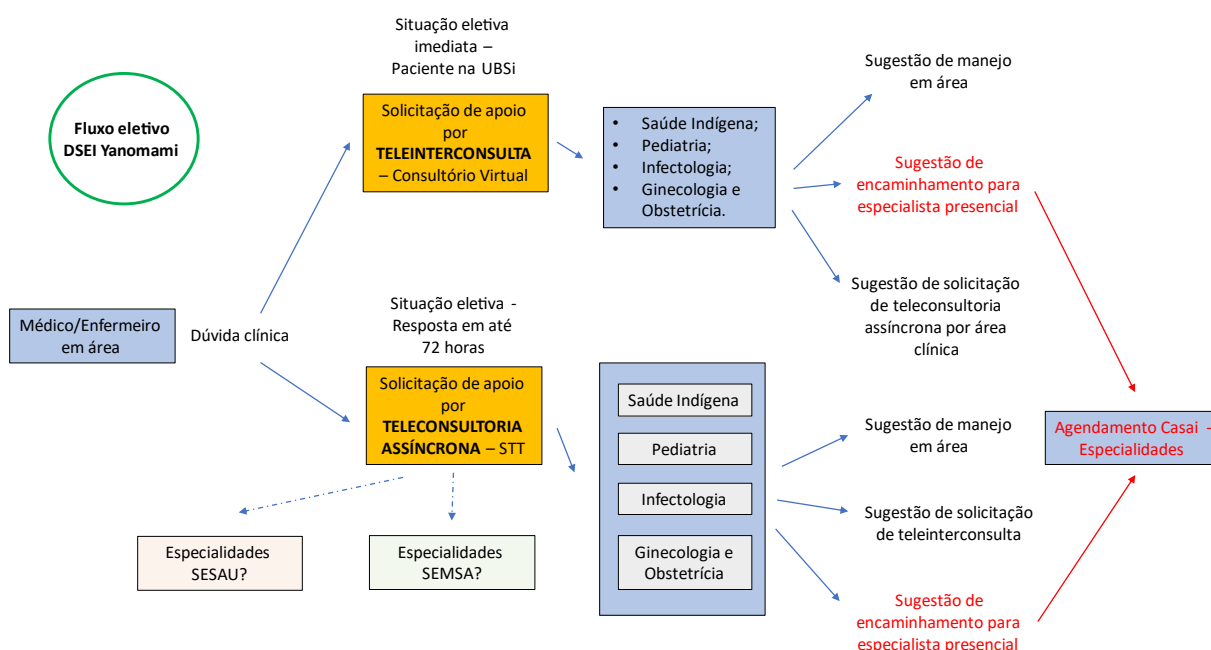 Situação eletiva
imediata –
Paciente na UBSi
Fluxo eletivo
DSEI Yanomami
Solicitação de apoio
por
TELEINTERCONSULTA
– Consultório Virtual
• Saúde Indígena;
• Pediatria;
• Infectologia;
• Ginecologia e
Obstetrícia.
Sugestão de manejo
em área
Sugestão de
encaminhamento para
especialista presencial
Sugestão de solicitação
de teleconsultoria
assíncrona por área
clínica
Médico/Enfermeiro
em área
Dúvida clínica
Situação eletiva -
Resposta em até
72 horas
Solicitação de apoio
por
TELECONSULTORIA
ASSÍNCRONA – STT
Especialidades
SESAU?
Especialidades
SEMSA?
Saúde Indígena
Pediatria
Infectologia
Ginecologia e
Obstetrícia
Sugestão de manejo
em área
Sugestão de solicitação
de teleinterconsulta
Sugestão de
encaminhamento para
especialista presencial
Agendamento Casai -
Especialidades